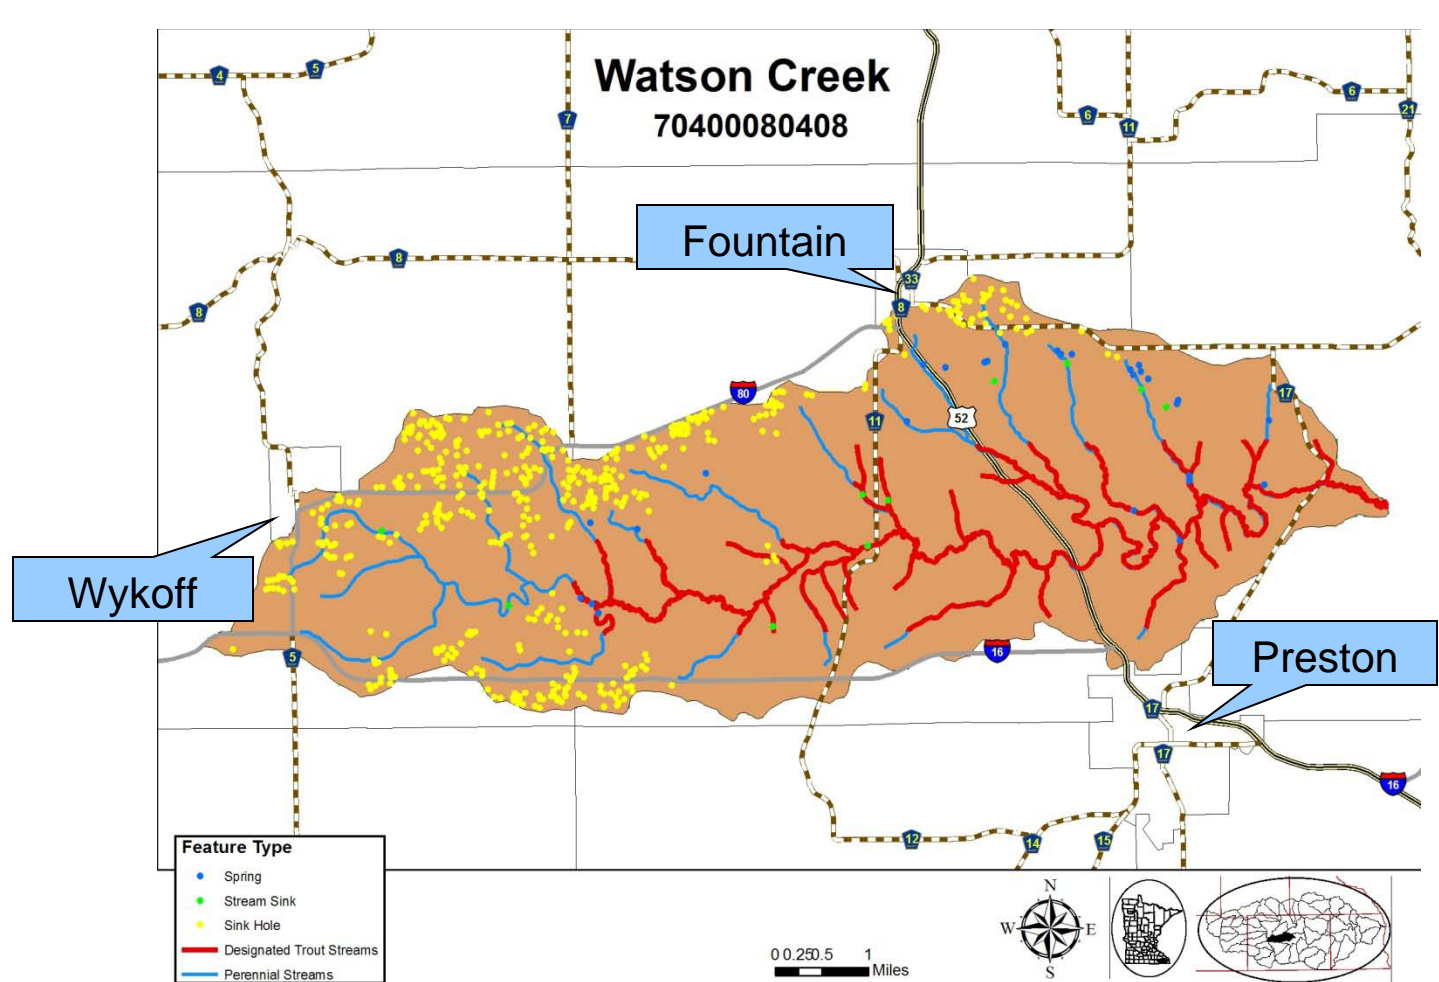 Watson Creek
70400080408
4
5
7
6
6
11
21
Fountain
8
8
33
8
80
17
11
52
Wykoff
5
16
Preston
17
17
16
12
14
15
Feature Type
Spring
Stream Sink
Sink Hole
Designated Trout Streams
Perennial Streams
0 0.250.5 1
Miles
N
W E
S